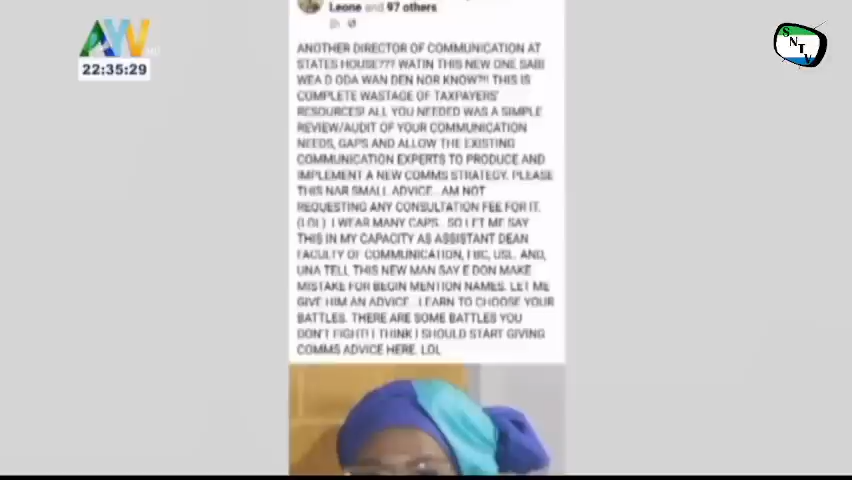 Leone and 97 others
AYV
HD
22:35:29
SNTV
ANOTHER DIRECTOR OF COMMUNICATION AT
STATES HOUSE??? WATIN THIS NEW ONE SABI
WEA D ODA WAN DEN NOR KNOW?!! THIS IS
COMPLETE WASTAGE OF TAXPAYERS'
RESOURCES! ALL YOU NEEDED WAS A SIMPLE
REVIEW/AUDIT OF YOUR COMMUNICATION
NEEDS, GAPS AND ALLOW THE EXISTING
COMMUNICATION EXPERTS TO PRODUCE AND
IMPLEMENT A NEW COMMS STRATEGY. PLEASE
THIS NAR SMALL ADVICE.. AM NOT
REQUESTING ANY CONSULTATION FEE FOR IT.
(LOL). I WEAR MANY CAPS.. SO LET ME SAY
THIS IN MY CAPACITY AS ASSISTANT DEAN
FACULTY OF COMMUNICATION, FBC, USL. AND,
UNA TELL THIS NEW MAN SAY E DON MAKE
MISTAKE FOR BEGIN MENTION NAMES. LET ME
GIVE HIM AN ADVICE.. LEARN TO CHOOSE YOUR
BATTLES. THERE ARE SOME BATTLES YOU
DON'T FIGHT! I THINK I SHOULD START GIVING
COMMS ADVICE HERE. LOL